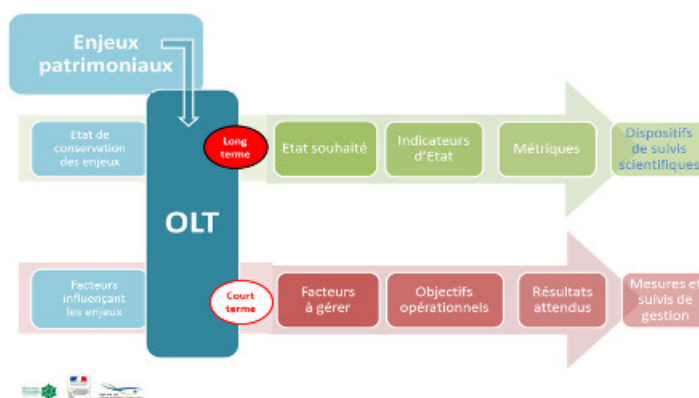 Enjeux
patrimoniaux
Etat de
conservation
des enjeux
Long
terme
Etat souhaité
Indicateurs
d'Etat
Métriques
Dispositifs
de suivis
scientifiques
OLT
Facteurs
influençant
les enjeux
Court
terme
Facteurs
à gérer
Objectifs
opérationnels
Résultats
attendus
Mesures et
suivis de
gestion